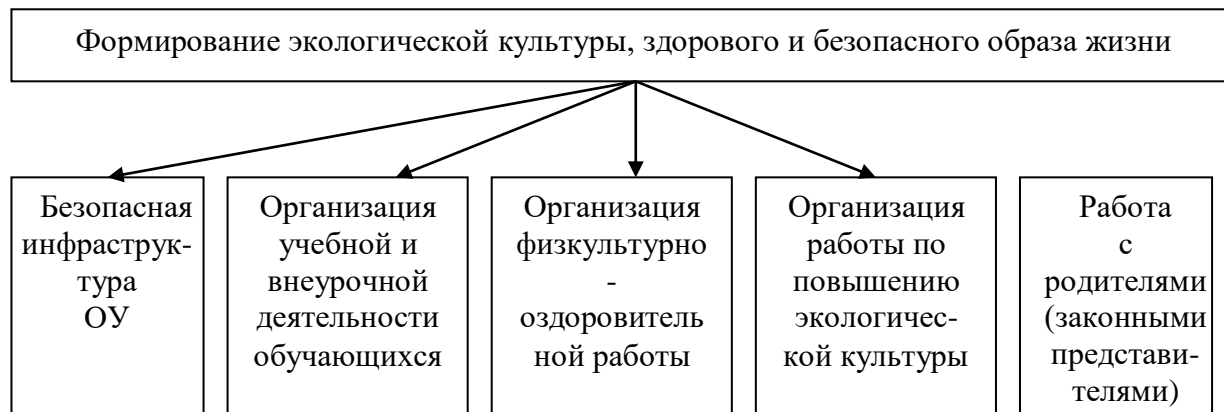 Формирование экологической культуры, здорового и безопасного образа жизни
Безопасная
инфраструк-
тура
ОУ
Организация
учебной и
внеурочной
деятельности
обучающихся
Организация
физкультурно
-
оздоровитель
ной работы
Организация
работы по
повышению
экологичес-
кой культуры
Работа
с
родителями
(законными
представи-
телями)